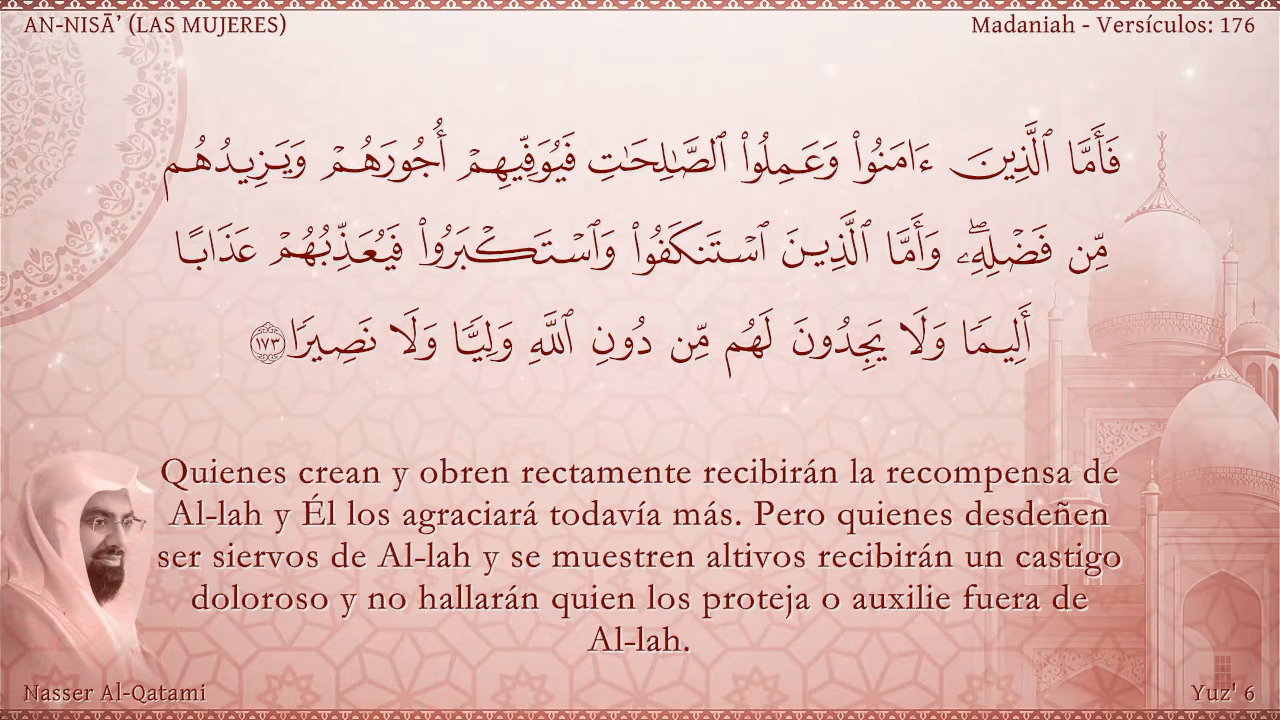 AN-NISĀ’ (LAS MUJERES)
Madaniah - Versículos: 176
فَأَمَّا ٱلَّذِينَ ءَامَنُوا۟ وَعَمِلُوا۟ ٱلصَّـٰلِحَـٰتِ فَيُوَفِّيهِمْ أُجُورَهُمْ وَيَزِيدُهُم
مِّن فَضْلِهِۦ ۖ وَأَمَّا ٱلَّذِينَ ٱسْتَنكَفُوا۟ وَٱسْتَكْبَرُوا۟ فَيُعَذِّبُهُمْ عَذَابًا
أَلِيمًا وَلَا يَجِدُونَ لَهُم مِّن دُونِ ٱللَّهِ وَلِيًّا وَلَا نَصِيرًا ١٧٣
Quienes crean y obren rectamente recibirán la recompensa de
Al-lah y Él los agraciará todavía más. Pero quienes desdeñen
ser siervos de Al-lah y se muestren altivos recibirán un castigo
doloroso y no hallarán quien los proteja o auxilie fuera de
Al-lah.
Nasser Al-Qatami
Yuz' 6